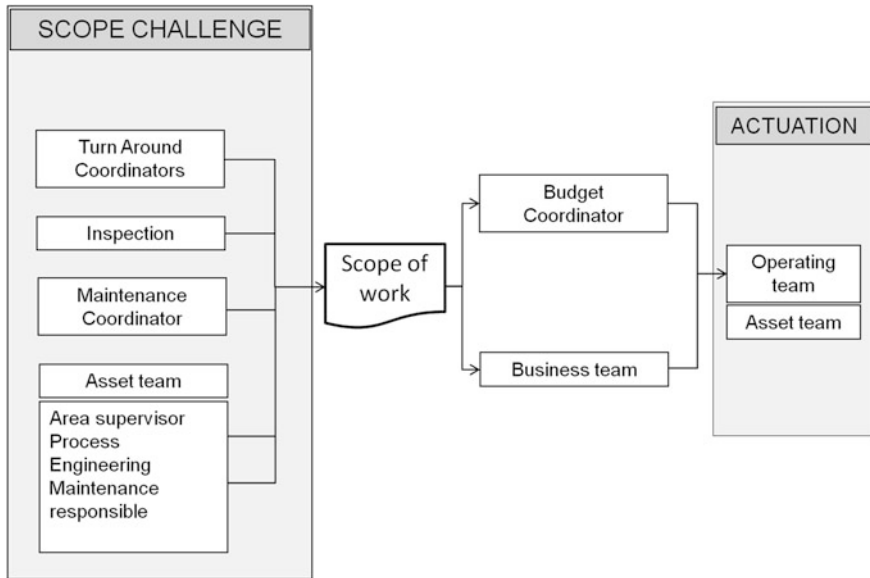 SCOPE CHALLENGE
Turn Around
Coordinators
Inspection
Maintenance
Coordinator
Asset team
Area supervisor
Process
Engineering
Maintenance
responsible
Scope of
work
Budget
Coordinator
Business team
ACTUATION
Operating
team
Asset team